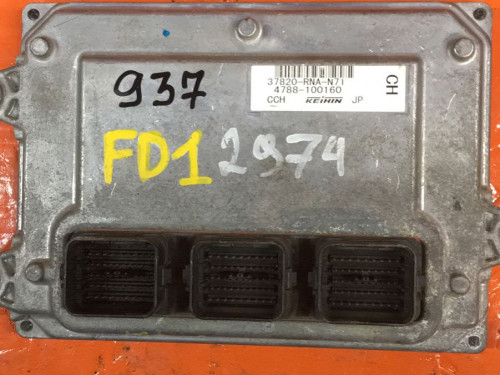 37820-RNA-N71
4788-100160
CCH KEIHIN JP
CH
937
FD1 2974